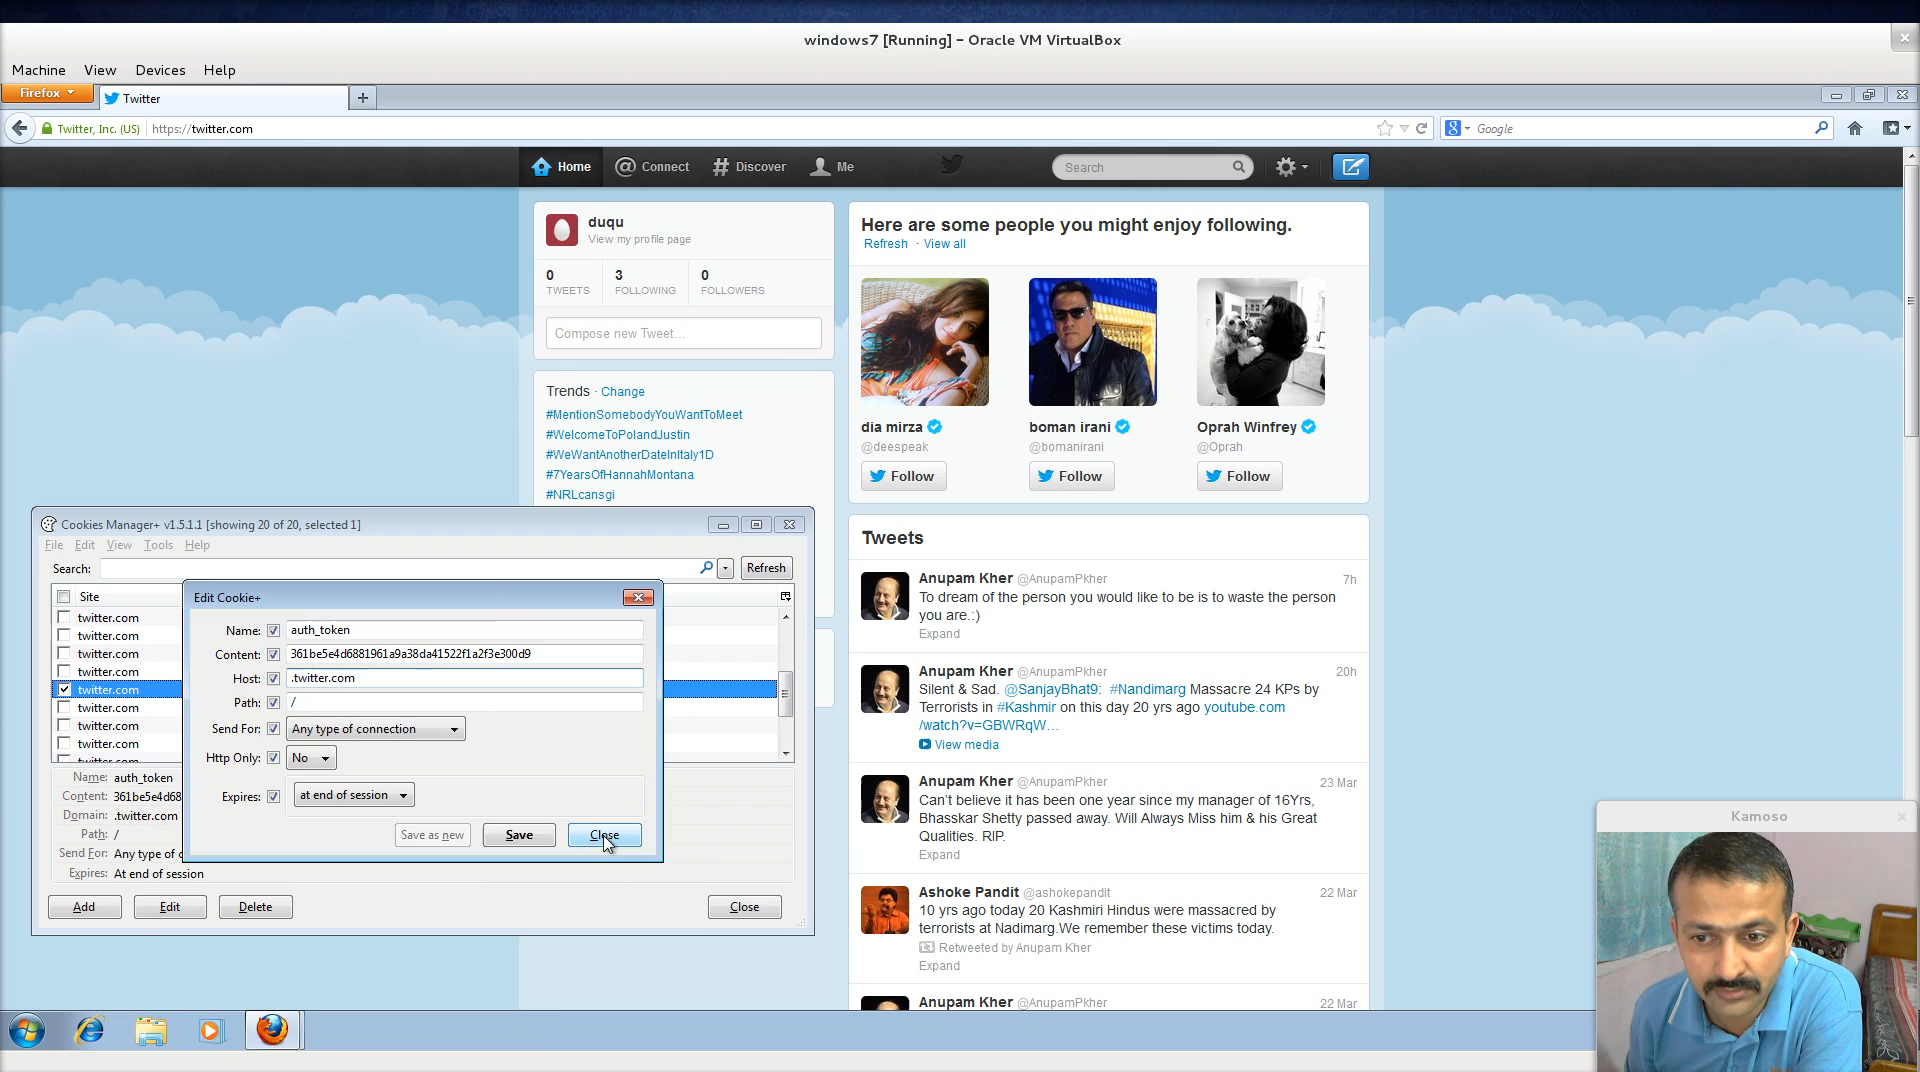 windows7 [Running] – Oracle VM VirtualBox
Machine View Devices Help
Firefox
Twitter
Twitter, Inc. (US) https://twitter.com
Google
Home
Connect
Discover
Me
Search
duqu
View my profile page
0
TWEETS
3
FOLLOWING
0
FOLLOWERS
Compose new Tweet…
Trends · Change
#MentionSomebodyYouWantToMeet
#WelcomeToPolandJustin
#WeWantAnotherDateInItaly1D
#7YearsOfHannahMontana
#NRLcansgi
Here are some people you might enjoy following.
Refresh · View all
dia mirza
@deespeak
Follow
boman irani
@bomanirani
Follow
Oprah Winfrey
@Oprah
Follow
Tweets
Anupam Kher @AnupamPkher 7h
To dream of the person you would like to be is to waste the person
you are.:)
Expand
Anupam Kher @AnupamPkher 20h
Silent & Sad. @SanjayBhat9: #Nandimarg Massacre 24 KPs by
Terrorists in #Kashmir on this day 20 yrs ago youtube.com
/watch?v=GBWRqW…
View media
Anupam Kher @AnupamPkher 23 Mar
Can't believe it has been one year since my manager of 16Yrs,
Bhasskar Shetty passed away. Will Always Miss him & his Great
Qualities. RIP.
Expand
Ashoke Pandit @ashokepandit 22 Mar
10 yrs ago today 20 Kashmiri Hindus were massacred by
terrorists at Nadimarg.We remember these victims today.
Retweeted by Anupam Kher
Expand
Anupam Kher @AnupamPkher 22 Mar
Cookies Manager+ v1.5.1.1 [showing 20 of 20, selected 1]
File Edit View Tools Help
Search:
Refresh
Site
twitter.com
twitter.com
twitter.com
twitter.com
twitter.com
twitter.com
twitter.com
twitter.com
Name: auth_token
Content: 361be5e4d68
Domain: .twitter.com
Path: /
Send For: Any type of c
Expires: At end of session
Add
Edit
Delete
Close
Edit Cookie+
Name: auth_token
Content: 361be5e4d6881961a9a38da41522f1a2f3e300d9
Host: .twitter.com
Path: /
Send For: Any type of connection
Http Only: No
Expires: at end of session
Save as new
Save
Close
Kamoso